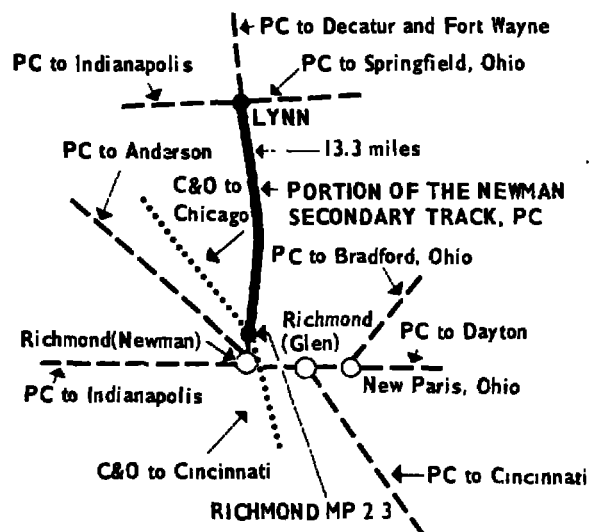 PC to Decatur and Fort Wayne
PC to Indianapolis
PC to Springfield, Ohio
LYNN
PC to Anderson
13.3 miles
C&O to
Chicago
PORTION OF THE NEWMAN
SECONDARY TRACK, PC
PC to Bradford, Ohio
Richmond(Newman)
Richmond
(Glen)
PC to Dayton
PC to Indianapolis
New Paris, Ohio
C&O to Cincinnati
PC to Cincinnati
RICHMOND MP 2 3